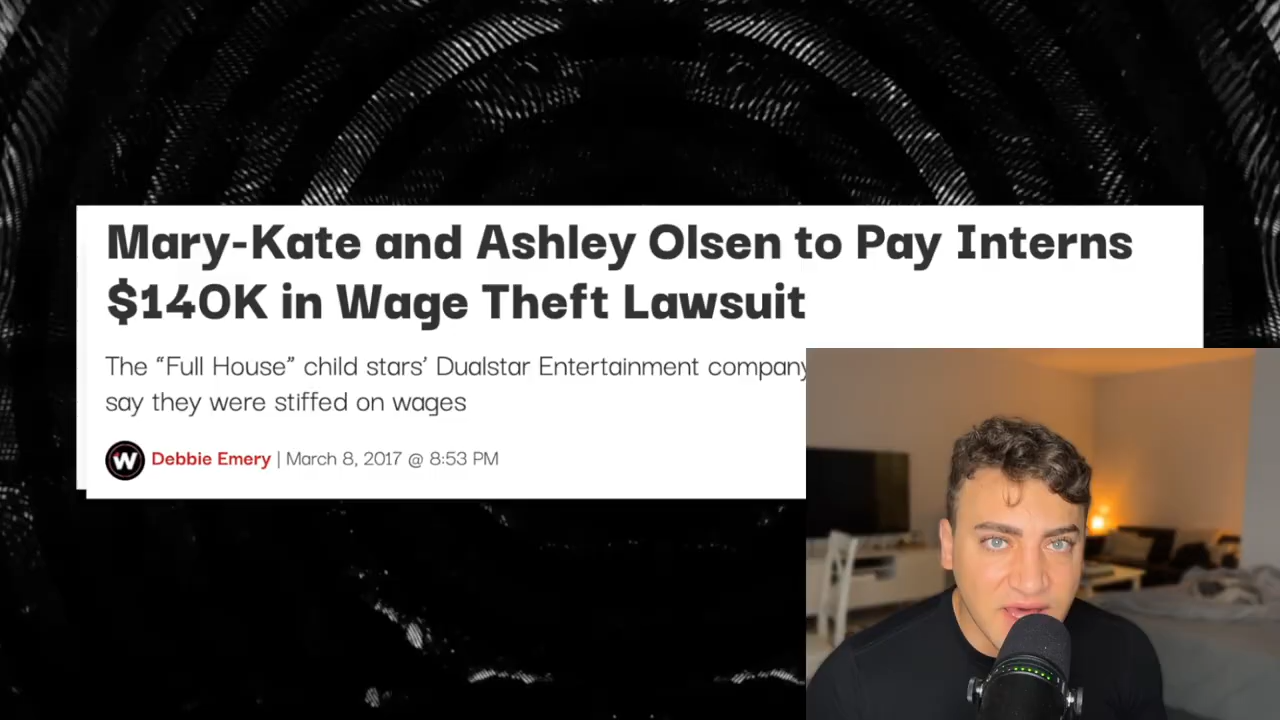 Mary-Kate and Ashley Olsen to Pay Interns
$140K in Wage Theft Lawsuit
The “Full House” child stars’ Dualstar Entertainment company
say they were stiffed on wages
W Debbie Emery | March 8, 2017 @ 8:53 PM